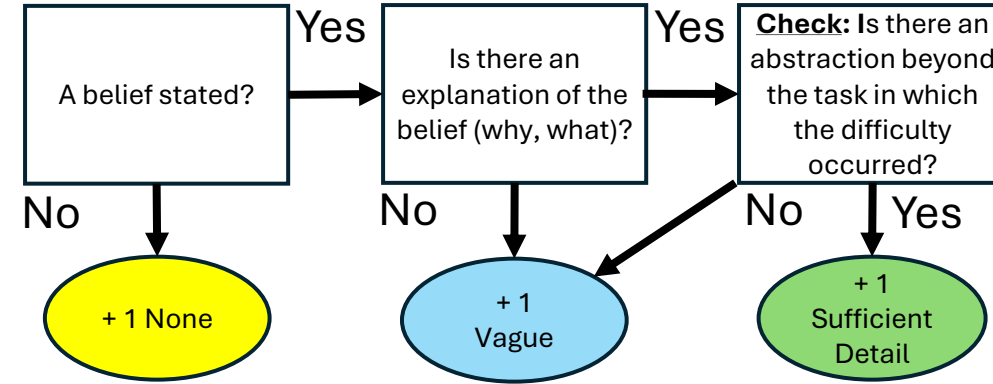 Yes
Yes
A belief stated?
Is there an
explanation of the
belief (why, what)?
Check: Is there an
abstraction beyond
the task in which
the difficulty
occurred?
No
No
No
Yes
+ 1 None
+ 1
Vague
+ 1
Sufficient
Detail